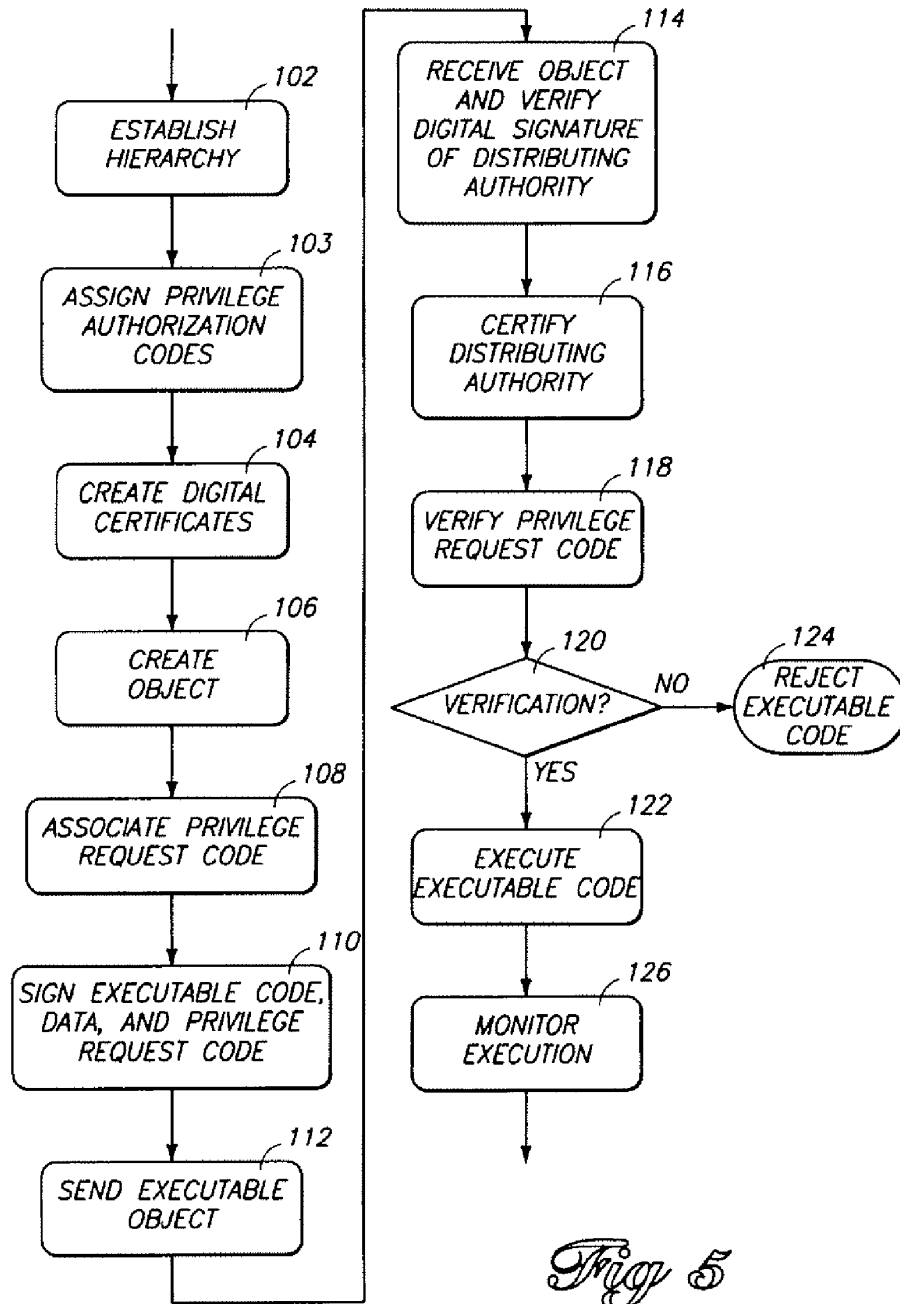 102
ESTABLISH
HIERARCHY
103
ASSIGN PRIVILEGE
AUTHORIZATION
CODES
104
CREATE DIGITAL
CERTIFICATES
106
CREATE
OBJECT
108
ASSOCIATE PRIVILEGE
REQUEST CODE
110
SIGN EXECUTABLE CODE,
DATA, AND PRIVILEGE
REQUEST CODE
112
SEND EXECUTABLE
OBJECT
114
RECEIVE OBJECT
AND VERIFY
DIGITAL SIGNATURE
OF DISTRIBUTING
AUTHORITY
116
CERTIFY
DISTRIBUTING
AUTHORITY
118
VERIFY PRIVILEGE
REQUEST CODE
120
VERIFICATION?
NO
124
REJECT
EXECUTABLE
CODE
YES
122
EXECUTE
EXECUTABLE CODE
126
MONITOR
EXECUTION
Fig 5